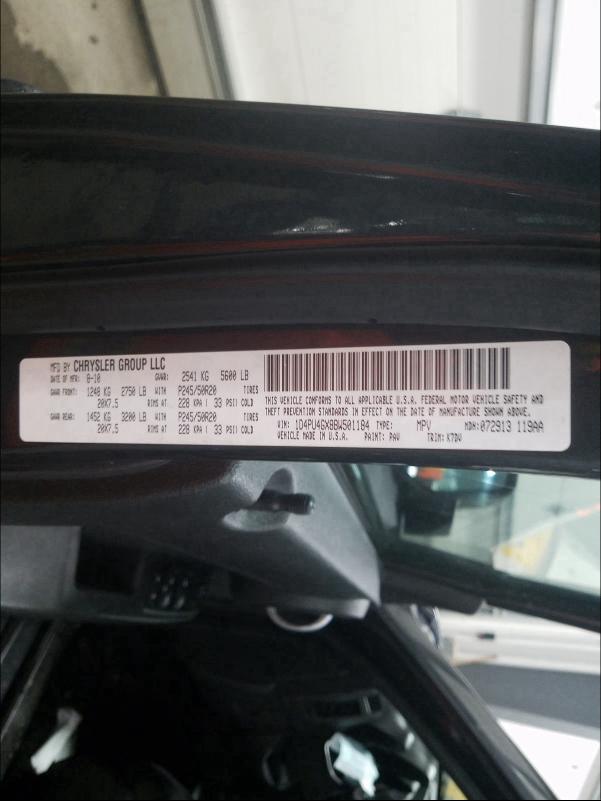 MFD BY CHRYSLER GROUP LLC
DATE OF MFR: 8-10 GVWR: 2541 KG 5600 LB
GAWR FRONT: 1248 KG 2750 LB WITH P245/50R20 TIRES
20X7.5 RIMS AT 228 KPA ( 33 PSI) COLD
GAWR REAR: 1452 KG 3200 LB WITH P245/50R20 TIRES
20X7.5 RIMS AT 228 KPA ( 33 PSI) COLD
THIS VEHICLE CONFORMS TO ALL APPLICABLE U.S.A. FEDERAL MOTOR VEHICLE SAFETY AND
THEFT PREVENTION STANDARDS IN EFFECT ON THE DATE OF MANUFACTURE SHOWN ABOVE.
VIN: 1D4PU4GX8BW501184 TYPE: MPV MDH: 072913 119AA
VEHICLE MADE IN U.S.A. PAINT: PAV TRIM: K7DV